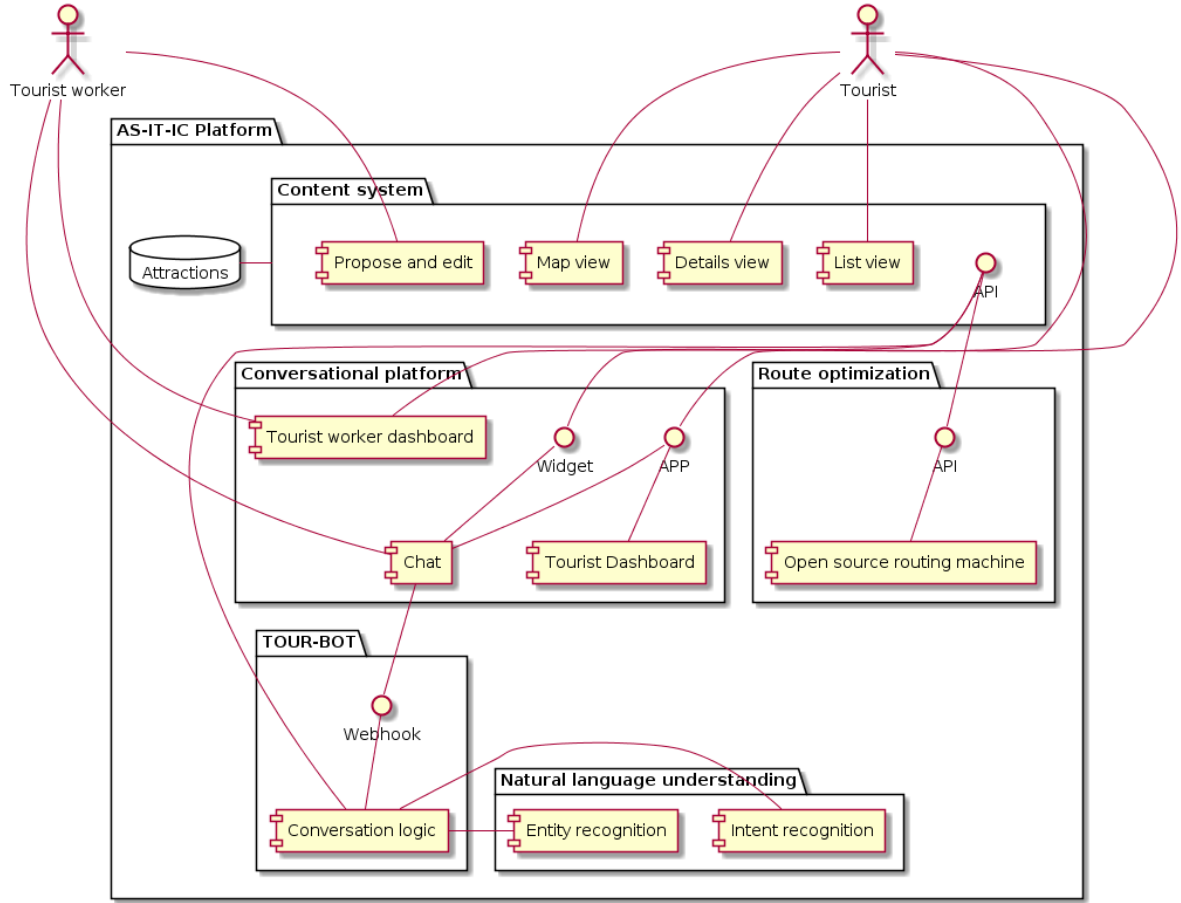 Tourist worker
Tourist
AS-IT-IC Platform
Content system
Attractions
Propose and edit
Map view
Details view
List view
API
Conversational platform
Route optimization
Tourist worker dashboard
Widget
APP
API
Chat
Tourist Dashboard
Open source routing machine
TOUR-BOT
Webhook
Natural language understanding
Conversation logic
Entity recognition
Intent recognition